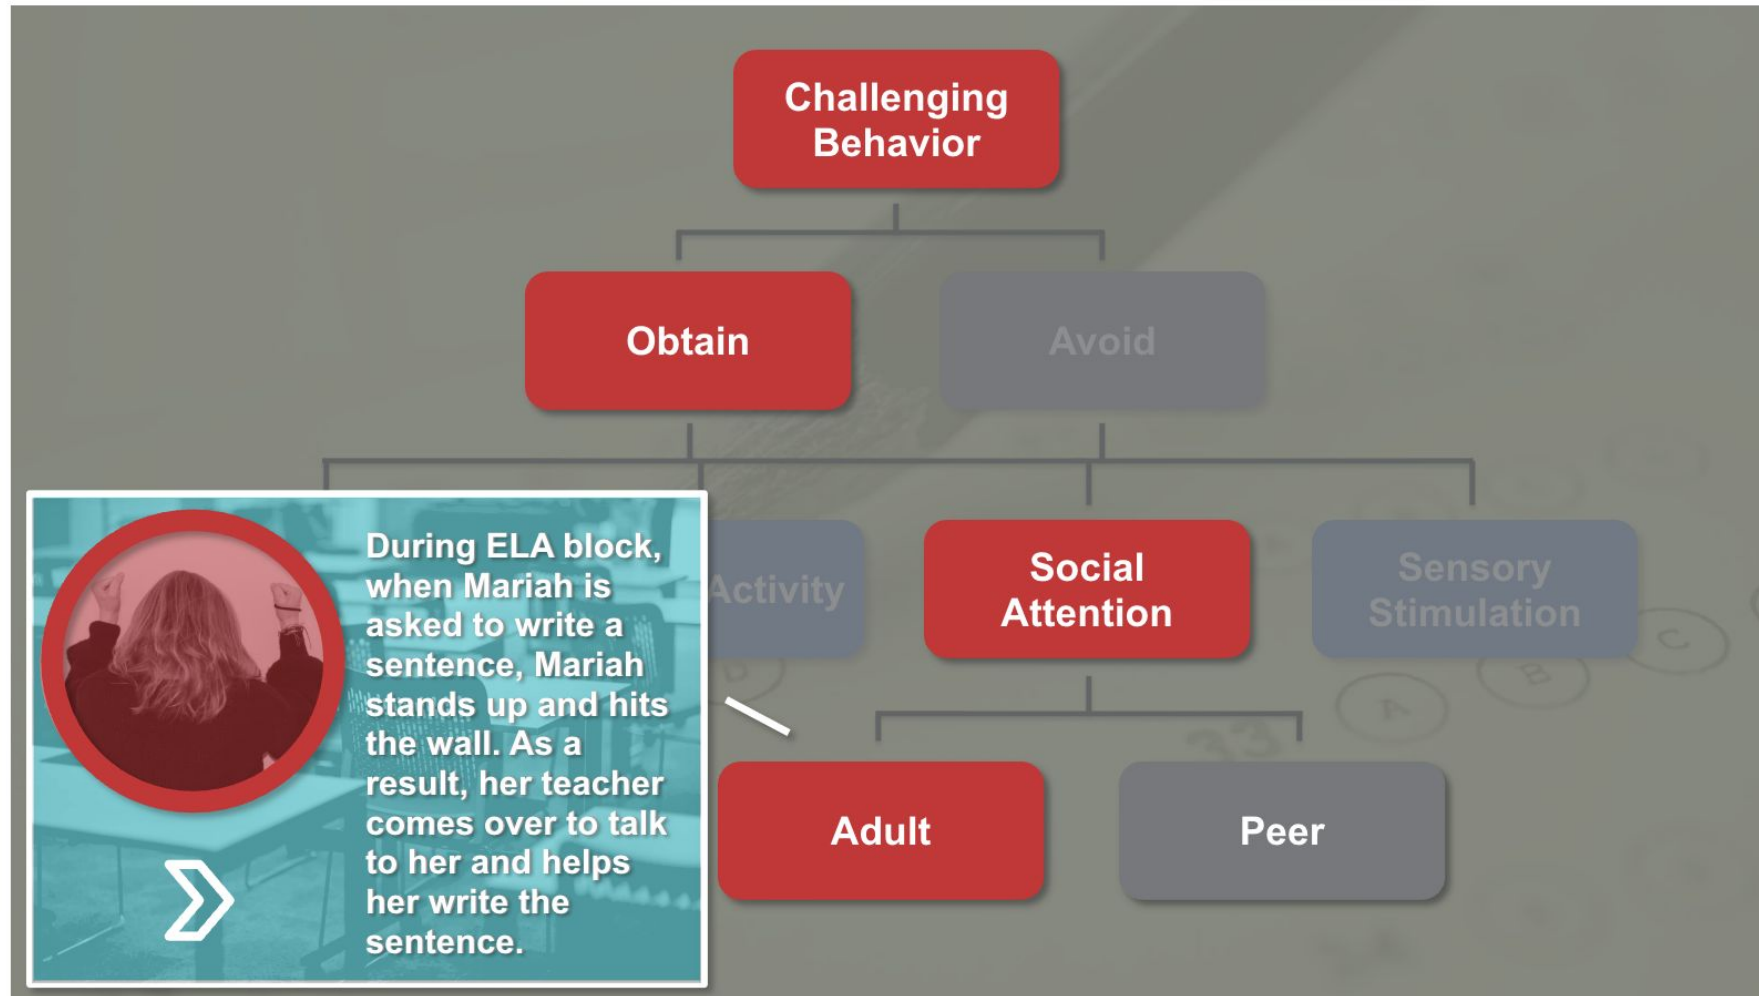 Challenging
Behavior
Obtain
Avoid
Activity
Social
Attention
Sensory
Stimulation
During ELA block,
when Mariah is
asked to write a
sentence, Mariah
stands up and hits
the wall. As a
result, her teacher
comes over to talk
to her and helps
her write the
sentence.
Adult
Peer
33
A
B
C